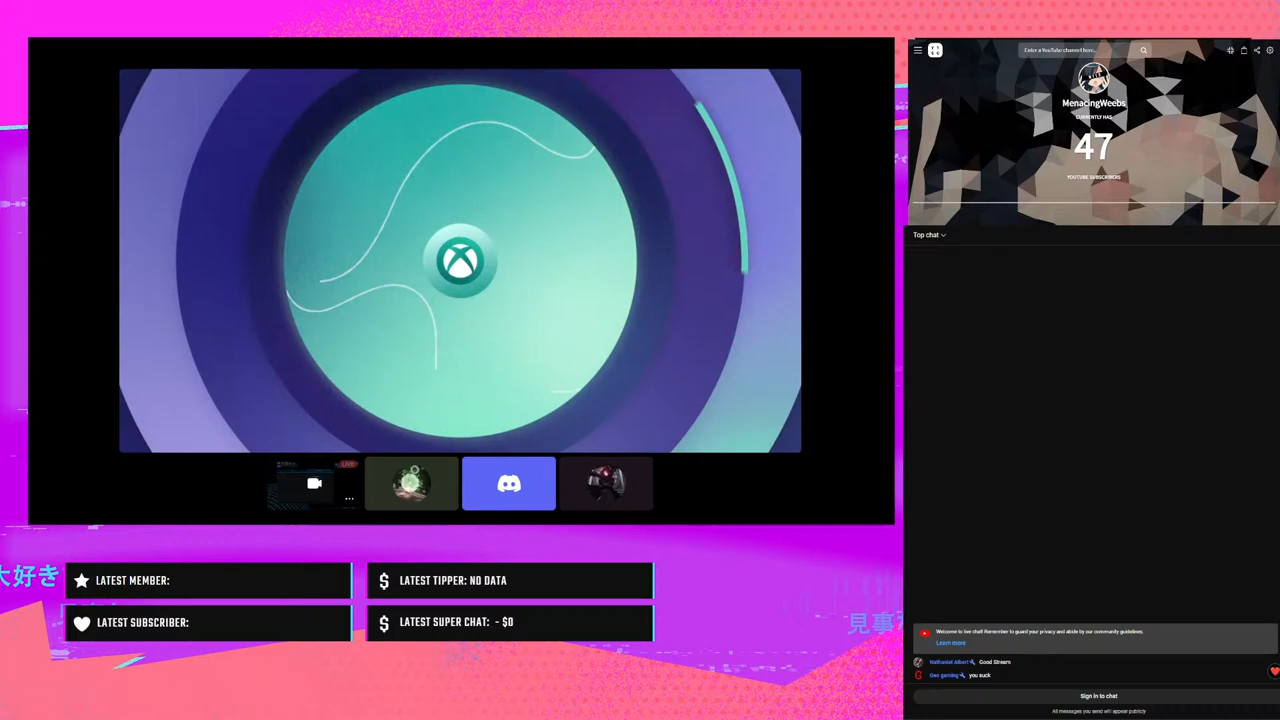 Enter a YouTube channel here...
MenacingWeebs
CURRENTLY HAS
47
YOUTUBE SUBSCRIBERS
Top chat
LIVE
大好き
LATEST MEMBER:
LATEST TIPPER: NO DATA
LATEST SUBSCRIBER:
LATEST SUPER CHAT: - $0
見事
Welcome to live chat! Remember to guard your privacy and abide by our community guidelines.
Learn more
Nathaniel Albert Good Stream
Geo gaming you suck
Sign in to chat
All messages you send will appear publicly